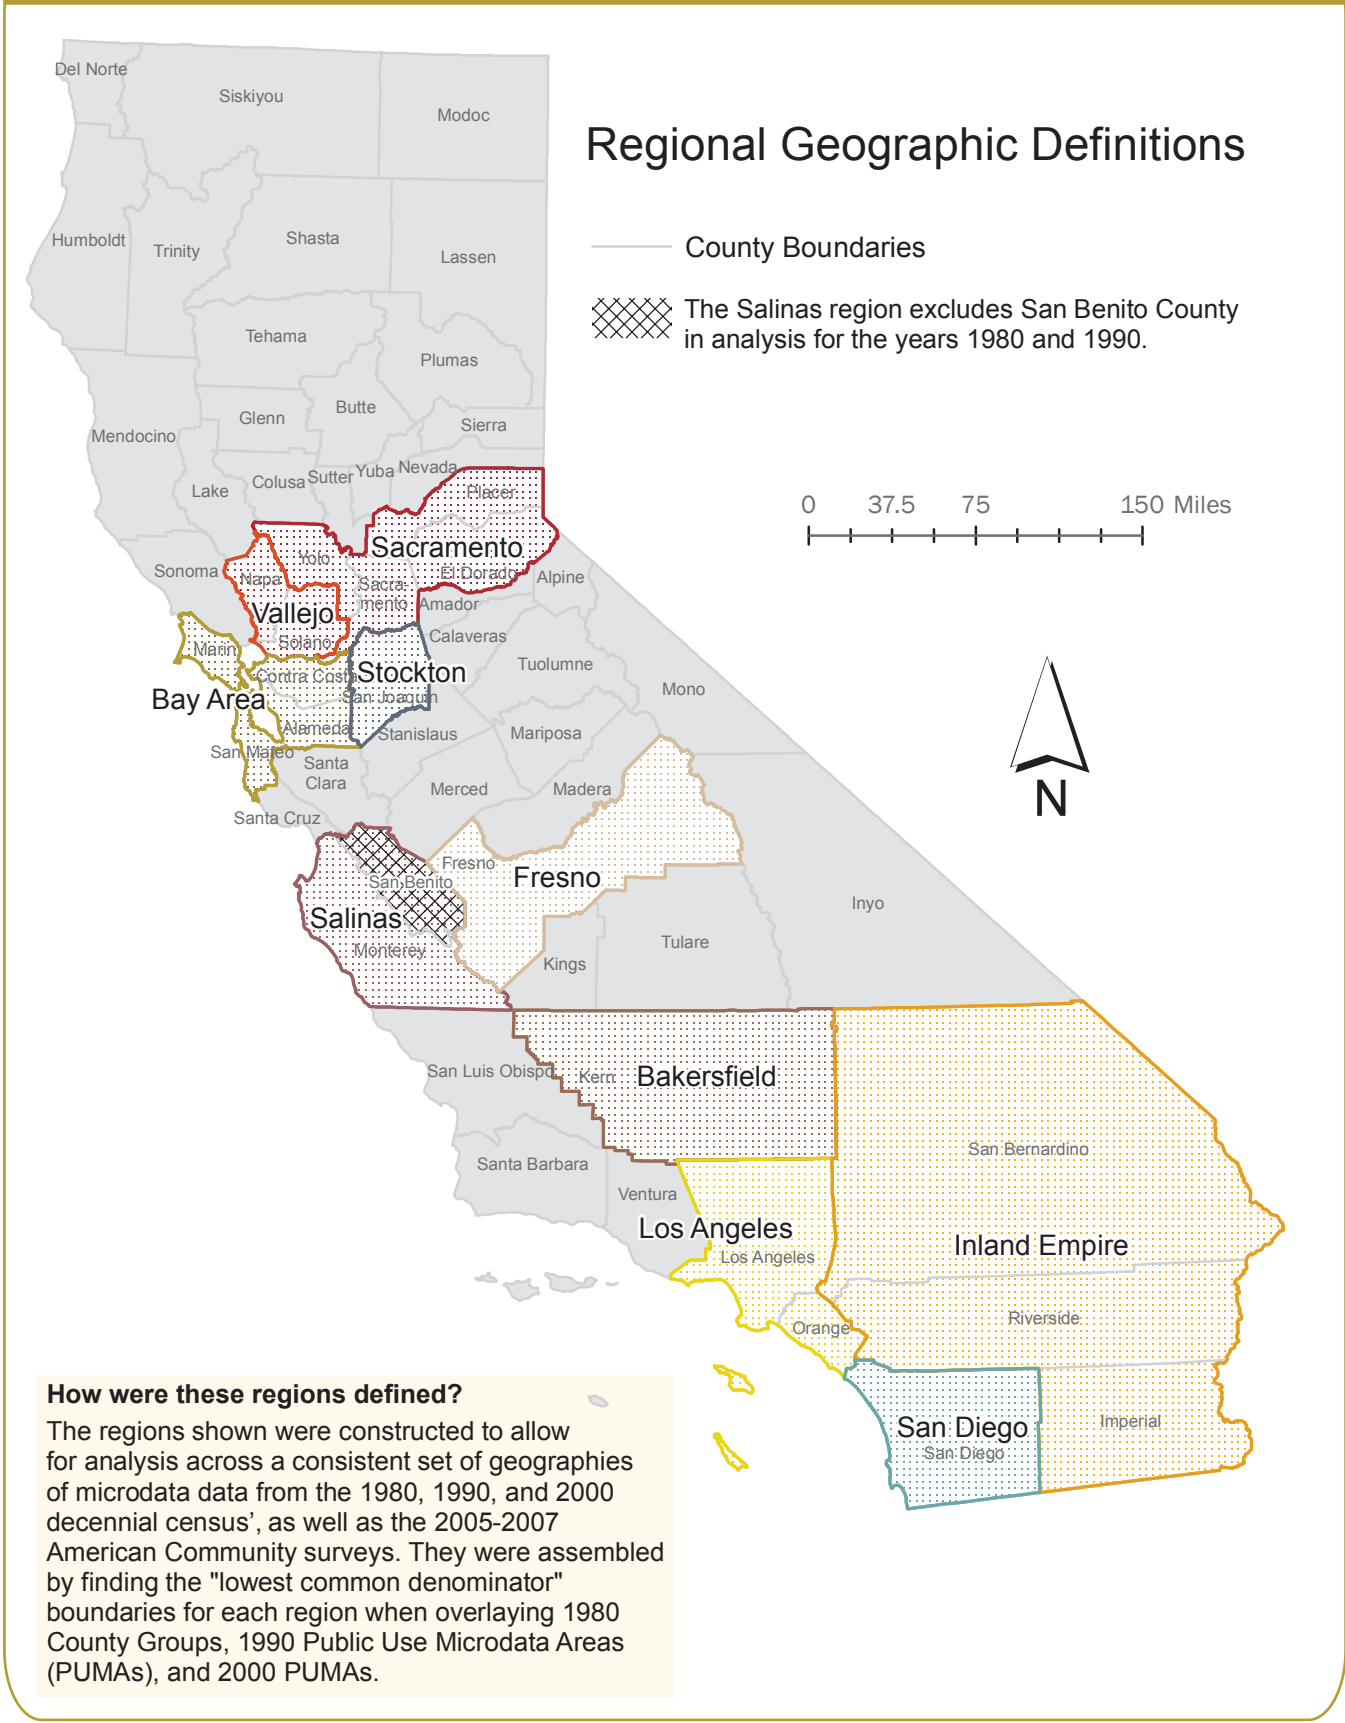 Del Norte
Siskiyou
Modoc
Regional Geographic Definitions
Humboldt
Trinity
Shasta
Lassen
County Boundaries
The Salinas region excludes San Benito County
in analysis for the years 1980 and 1990.
Tehama
Plumas
Glenn
Butte
Sierra
Mendocino
Lake
Colusa
Sutter
Yuba
Nevada
Placer
0 37.5 75 150 Miles
Sonoma
Napa
Yolo
Sacramento
El Dorado
Alpine
Sacra-
mento
Amador
Vallejo
Solano
Calaveras
Marin
Contra Costa
Stockton
Tuolumne
Mono
Bay Area
San Joaquin
Alameda
Stanislaus
Mariposa
San Mateo
Santa
Clara
Merced
Madera
N
Santa Cruz
Fresno
San Benito
Fresno
Inyo
Salinas
Monterey
Kings
Tulare
San Luis Obispo
Kern
Bakersfield
San Bernardino
Santa Barbara
Ventura
Los Angeles
Los Angeles
Inland Empire
Orange
Riverside
San Diego
San Diego
Imperial
How were these regions defined?
The regions shown were constructed to allow
for analysis across a consistent set of geographies
of microdata data from the 1980, 1990, and 2000
decennial census’, as well as the 2005-2007
American Community surveys. They were assembled
by finding the "lowest common denominator"
boundaries for each region when overlaying 1980
County Groups, 1990 Public Use Microdata Areas
(PUMAs), and 2000 PUMAs.